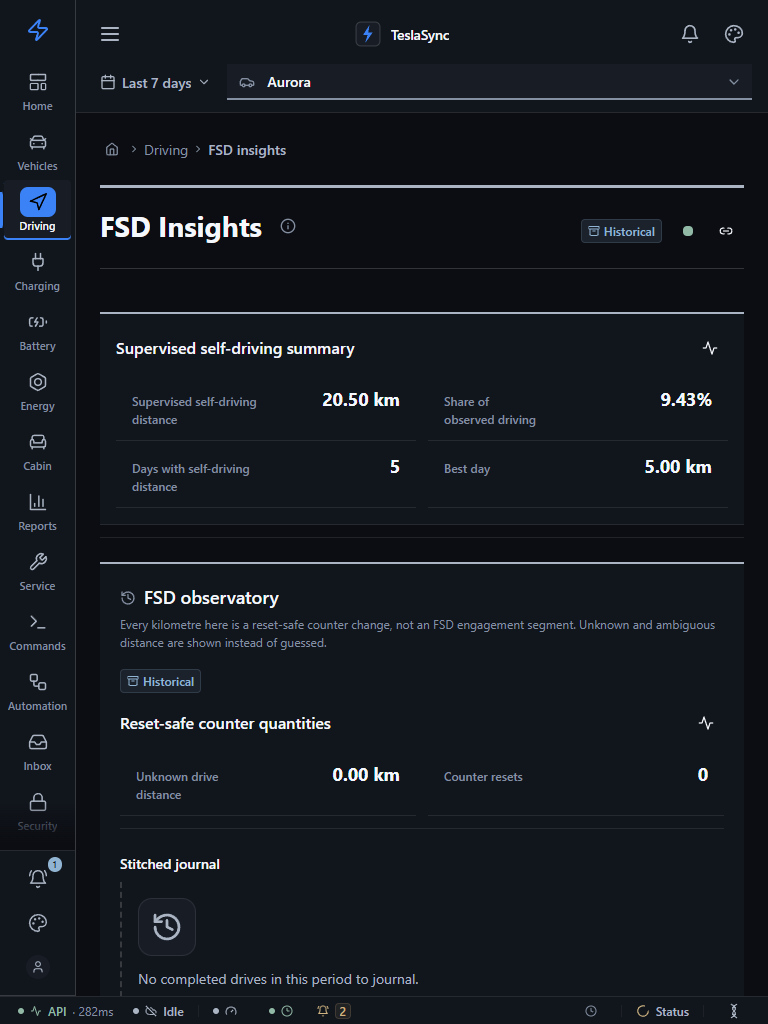 TeslaSync
Last 7 days
Aurora
Home
Vehicles
Driving
Charging
Battery
Energy
Cabin
Reports
Service
Commands
Automation
Inbox
Security
1
Driving
FSD insights
FSD Insights
Historical
Supervised self-driving summary
Supervised self-driving
distance
20.50 km
Share of
observed driving
9.43%
Days with self-driving
distance
5
Best day
5.00 km
FSD observatory
Every kilometre here is a reset-safe counter change, not an FSD engagement segment. Unknown and ambiguous
distance are shown instead of guessed.
Historical
Reset-safe counter quantities
Unknown drive
distance
0.00 km
Counter resets
0
Stitched journal
No completed drives in this period to journal.
API · 282ms
Idle
2
Status